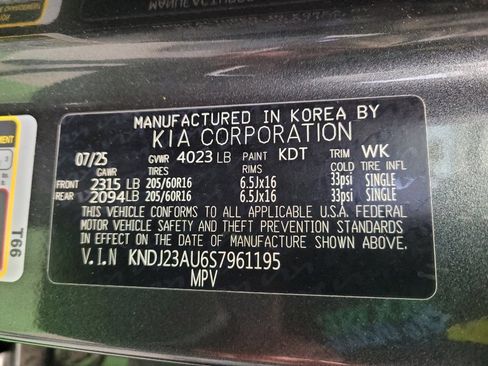 MANUFACTURED IN KOREA BY
KIA CORPORATION
07/25 GVWR 4023 LB PAINT KDT TRIM WK
GAWR TIRES RIMS COLD TIRE INFL
FRONT 2315 LB 205/60R16 6.5Jx16 33psi SINGLE
REAR 2094 LB 205/60R16 6.5Jx16 33psi SINGLE
THIS VEHICLE CONFORMS TO ALL APPLICABLE U.S.A. FEDERAL
MOTOR VEHICLE SAFETY AND THEFT PREVENTION STANDARDS
IN EFFECT ON THE DATE OF MANUFACTURE SHOWN ABOVE.
V.I.N KNDJ23AU6S7961195
MPV
T66